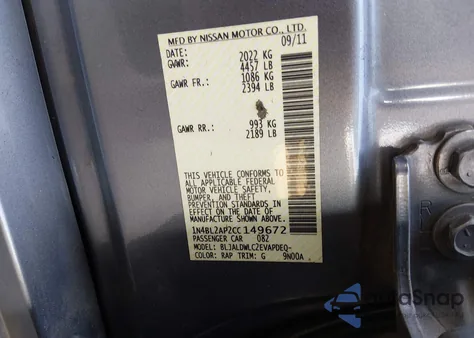 MFD BY NISSAN MOTOR CO., LTD.
DATE: 09/11
GVWR: 2022 KG
4457 LB
GAWR FR.: 1086 KG
2394 LB
GAWR RR.: 993 KG
2189 LB
THIS VEHICLE CONFORMS TO
ALL APPLICABLE FEDERAL
MOTOR VEHICLE SAFETY,
BUMPER, AND THEFT
PREVENTION STANDARDS IN
EFFECT ON THE DATE OF
MANUFACTURE SHOWN ABOVE.
1N4BL2AP2CC149672
PASSENGER CAR 082
MODEL: BLJALDWLCZEVAPDEQ-
COLOR: RAP TRIM: G 9N00A
R
AutoSnap